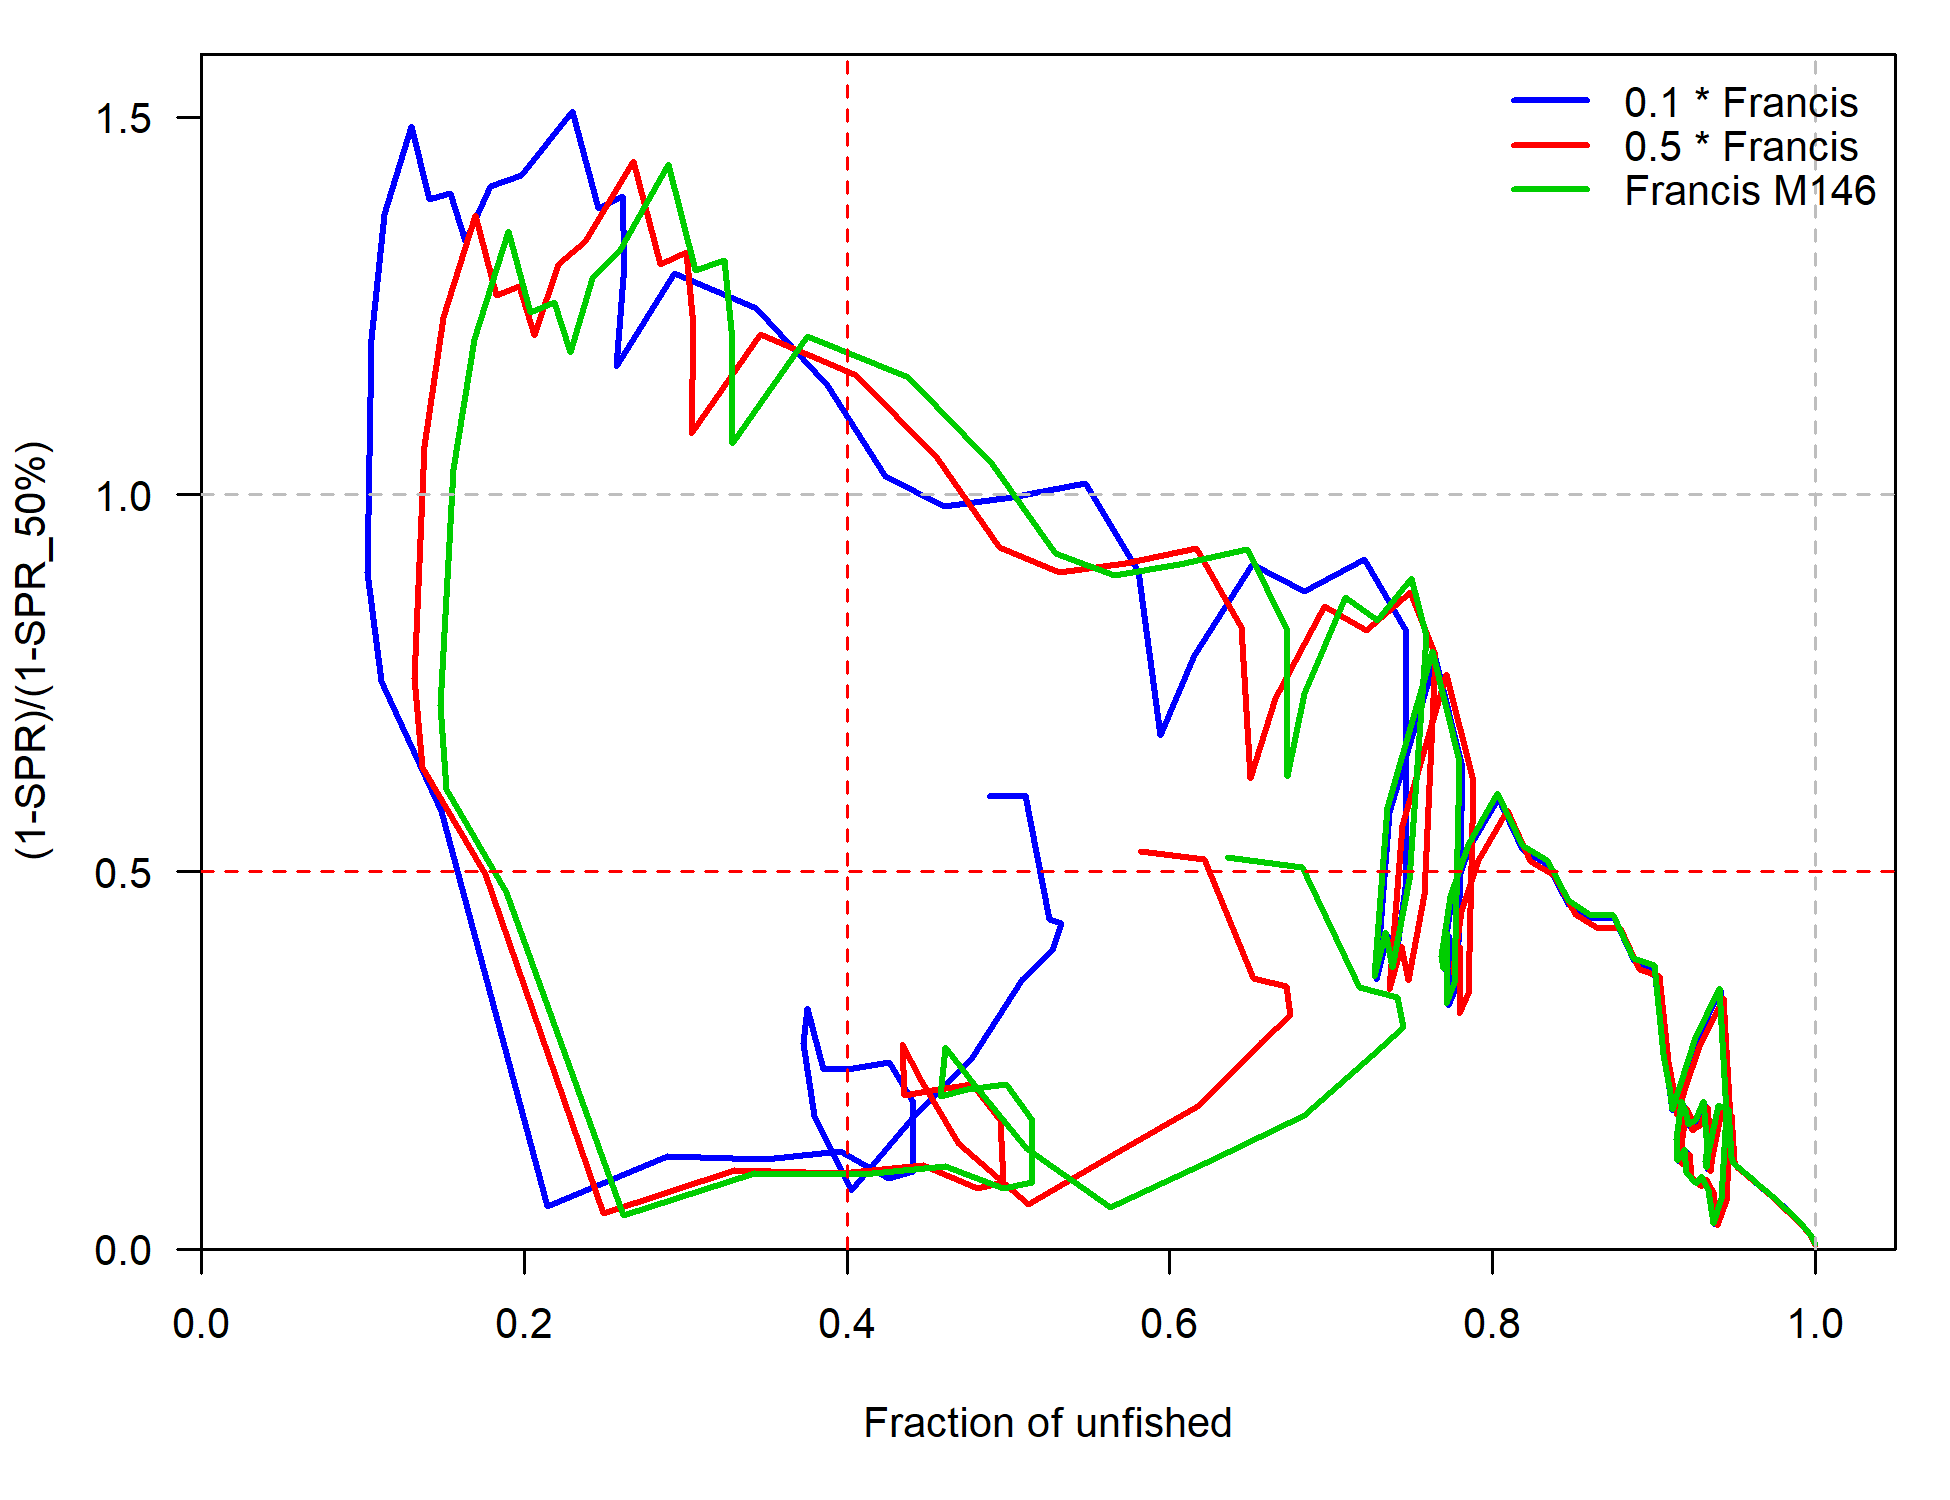 0.1 * Francis
0.5 * Francis
Francis M146
(1-SPR)/(1-SPR_50%)
1.5
1.0
0.5
0.0
0.0 0.2 0.4 0.6 0.8 1.0
Fraction of unfished